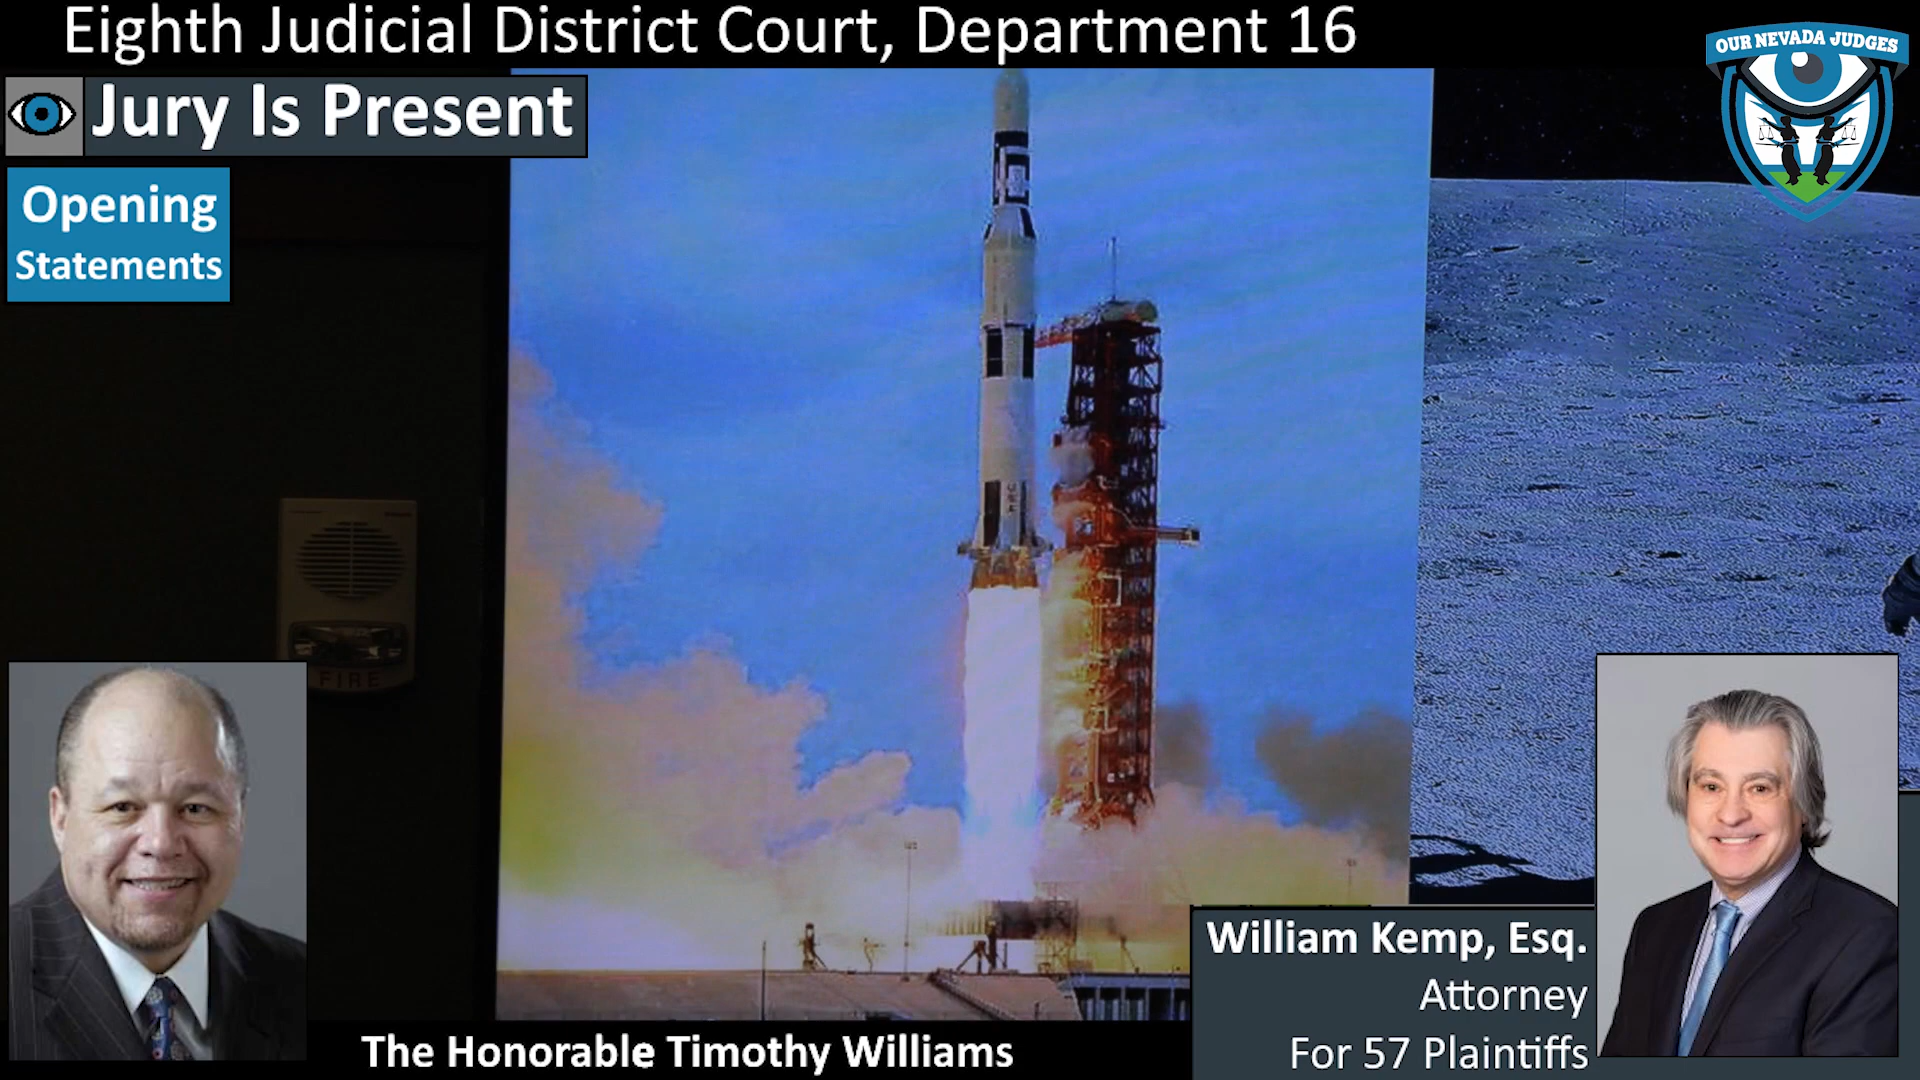 Eighth Judicial District Court, Department 16
OUR NEVADA JUDGES
Jury Is Present
Opening
Statements
USA
FIRE
William Kemp, Esq.
Attorney
For 57 Plaintiffs
The Honorable Timothy Williams